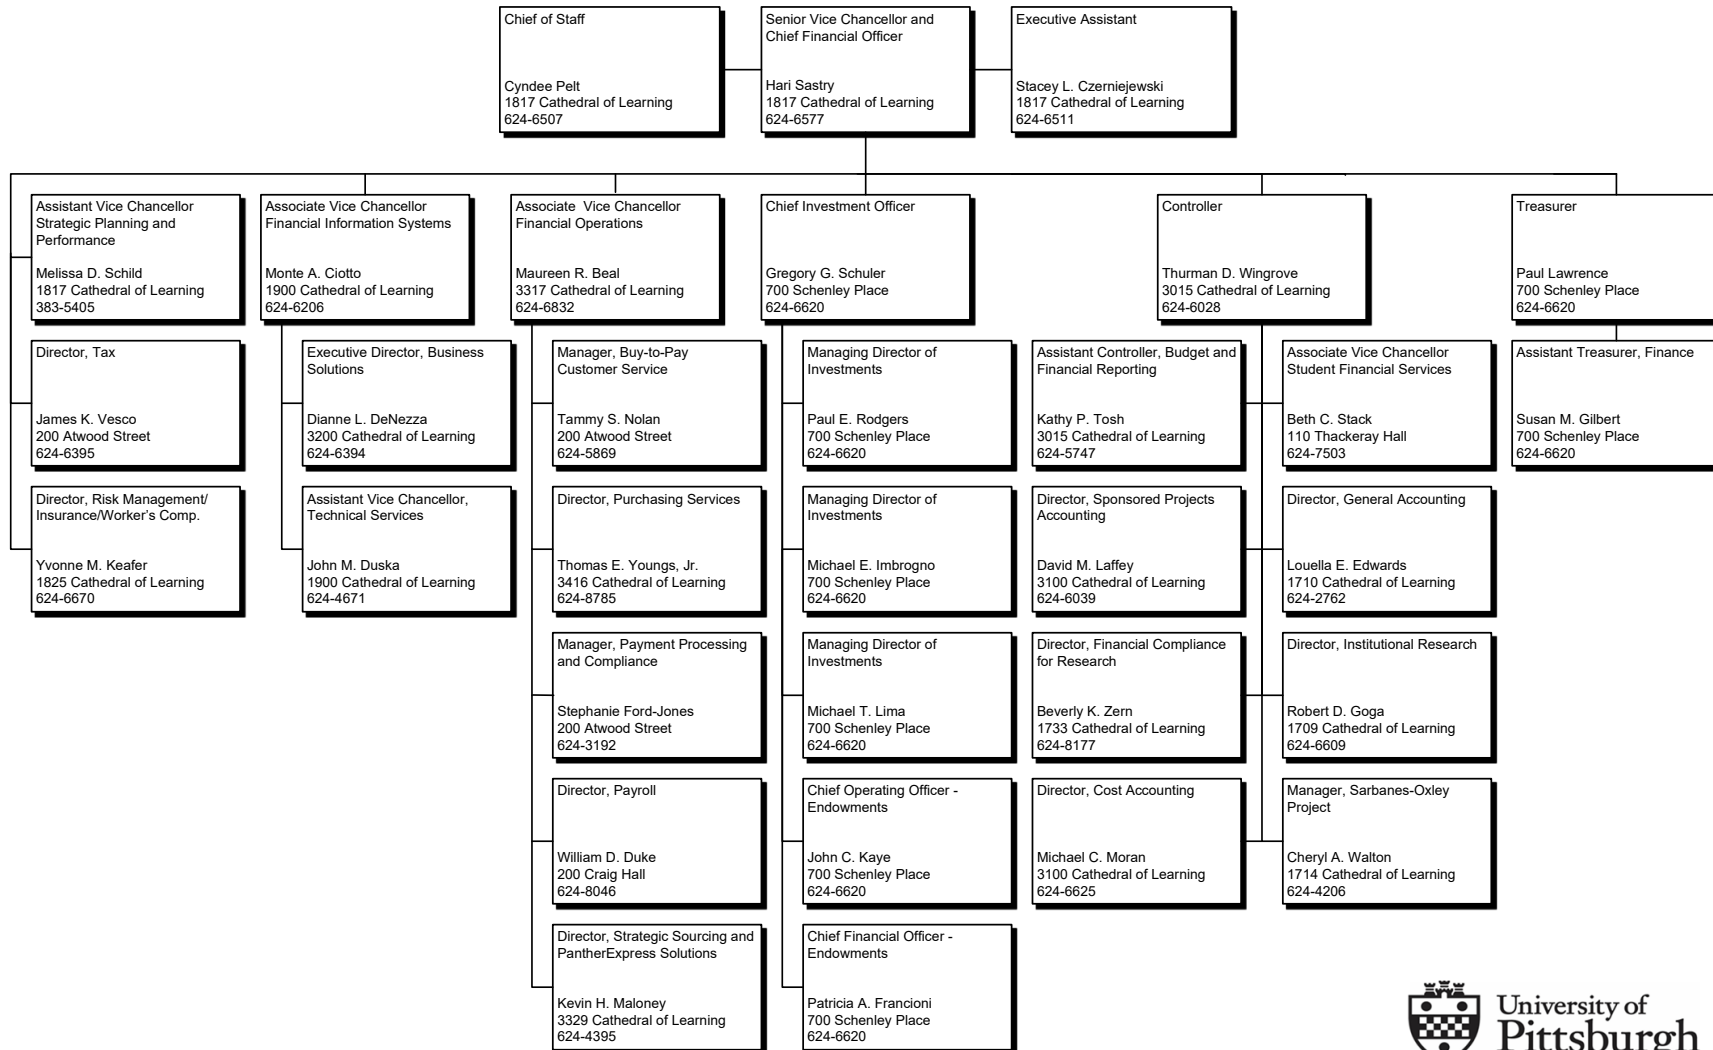 Chief of Staff
Cyndee Pelt
1817 Cathedral of Learning
624-6507
Senior Vice Chancellor and
Chief Financial Officer
Hari Sastry
1817 Cathedral of Learning
624-6577
Executive Assistant
Stacey L. Czerniejewski
1817 Cathedral of Learning
624-6511
Assistant Vice Chancellor
Strategic Planning and
Performance
Melissa D. Schild
1817 Cathedral of Learning
383-5405
Associate Vice Chancellor
Financial Information Systems
Monte A. Ciotto
1900 Cathedral of Learning
624-6206
Associate  Vice Chancellor
Financial Operations
Maureen R. Beal
3317 Cathedral of Learning
624-6832
Chief Investment Officer
Gregory G. Schuler
700 Schenley Place
624-6620
Controller
Thurman D. Wingrove
3015 Cathedral of Learning
624-6028
Treasurer
Paul Lawrence
700 Schenley Place
624-6620
Director, Tax
James K. Vesco
200 Atwood Street
624-6395
Executive Director, Business
Solutions
Dianne L. DeNezza
3200 Cathedral of Learning
624-6394
Manager, Buy-to-Pay
Customer Service
Tammy S. Nolan
200 Atwood Street
624-5869
Managing Director of
Investments
Paul E. Rodgers
700 Schenley Place
624-6620
Assistant Controller, Budget and
Financial Reporting
Kathy P. Tosh
3015 Cathedral of Learning
624-5747
Associate Vice Chancellor
Student Financial Services
Beth C. Stack
110 Thackeray Hall
624-7503
Assistant Treasurer, Finance
Susan M. Gilbert
700 Schenley Place
624-6620
Director, Risk Management/
Insurance/Worker's Comp.
Yvonne M. Keafer
1825 Cathedral of Learning
624-6670
Assistant Vice Chancellor,
Technical Services
John M. Duska
1900 Cathedral of Learning
624-4671
Director, Purchasing Services
Thomas E. Youngs, Jr.
3416 Cathedral of Learning
624-8785
Managing Director of
Investments
Michael E. Imbrogno
700 Schenley Place
624-6620
Director, Sponsored Projects
Accounting
David M. Laffey
3100 Cathedral of Learning
624-6039
Director, General Accounting
Louella E. Edwards
1710 Cathedral of Learning
624-2762
Manager, Payment Processing
and Compliance
Stephanie Ford-Jones
200 Atwood Street
624-3192
Managing Director of
Investments
Michael T. Lima
700 Schenley Place
624-6620
Director, Financial Compliance
for Research
Beverly K. Zern
1733 Cathedral of Learning
624-8177
Director, Institutional Research
Robert D. Goga
1709 Cathedral of Learning
624-6609
Director, Payroll
William D. Duke
200 Craig Hall
624-8046
Chief Operating Officer -
Endowments
John C. Kaye
700 Schenley Place
624-6620
Director, Cost Accounting
Michael C. Moran
3100 Cathedral of Learning
624-6625
Manager, Sarbanes-Oxley
Project
Cheryl A. Walton
1714 Cathedral of Learning
624-4206
Director, Strategic Sourcing and
PantherExpress Solutions
Kevin H. Maloney
3329 Cathedral of Learning
624-4395
Chief Financial Officer -
Endowments
Patricia A. Francioni
700 Schenley Place
624-6620
University of
Pittsburgh